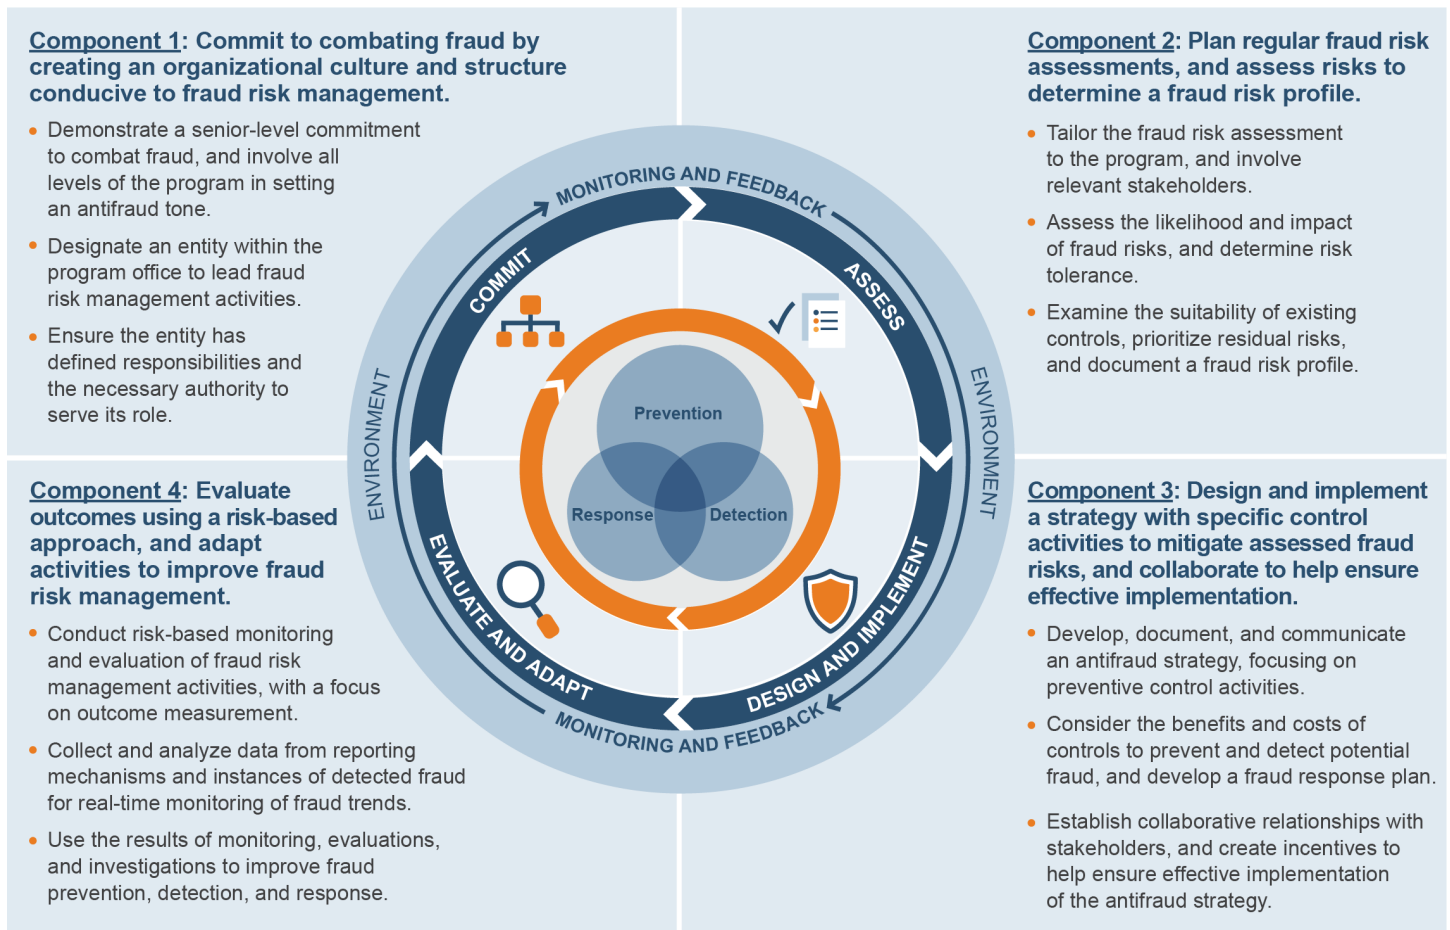 Component 1: Commit to combating fraud by
creating an organizational culture and structure
conducive to fraud risk management.
• Demonstrate a senior-level commitment
to combat fraud, and involve all
levels of the program in setting
an antifraud tone.
• Designate an entity within the
program office to lead fraud
risk management activities.
• Ensure the entity has
defined responsibilities and
the necessary authority to
serve its role.
Component 2: Plan regular fraud risk
assessments, and assess risks to
determine a fraud risk profile.
• Tailor the fraud risk assessment
to the program, and involve
relevant stakeholders.
• Assess the likelihood and impact
of fraud risks, and determine risk
tolerance.
• Examine the suitability of existing
controls, prioritize residual risks,
and document a fraud risk profile.
MONITORING AND FEEDBACK
COMMIT
ASSESS
ENVIRONMENT
ENVIRONMENT
Prevention
Response
Detection
EVALUATE AND ADAPT
DESIGN AND IMPLEMENT
MONITORING AND FEEDBACK
Component 4: Evaluate
outcomes using a risk-based
approach, and adapt
activities to improve fraud
risk management.
• Conduct risk-based monitoring
and evaluation of fraud risk
management activities, with a focus
on outcome measurement.
• Collect and analyze data from reporting
mechanisms and instances of detected fraud
for real-time monitoring of fraud trends.
• Use the results of monitoring, evaluations,
and investigations to improve fraud
prevention, detection, and response.
Component 3: Design and implement
a strategy with specific control
activities to mitigate assessed fraud
risks, and collaborate to help ensure
effective implementation.
• Develop, document, and communicate
an antifraud strategy, focusing on
preventive control activities.
• Consider the benefits and costs of
controls to prevent and detect potential
fraud, and develop a fraud response plan.
• Establish collaborative relationships with
stakeholders, and create incentives to
help ensure effective implementation
of the antifraud strategy.